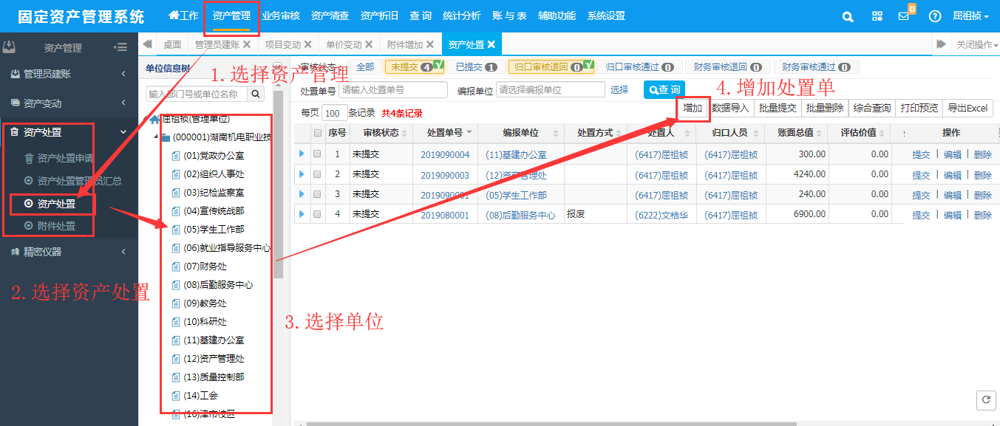 固定资产管理系统 工作 资产管理 业务审核 资产清查 资产折旧 查 询 统计分析 账 与 表 辅助功能 系统设置 0 屈祖祯
资产管理 桌面 管理员建账 项目变动 单价变动 附件增加 资产处置 关闭操作
管理员建账
资产变动
资产处置
资产处置申请
资产处置管理员汇总
资产处置
附件处置
精密仪器
2.选择资产处置
单位信息树
1.选择资产管理
输入部门号或单位名称
屈祖祯(管理单位)
(000001)湖南机电职业技
(01)党政办公室
(02)组织人事处
(03)纪检监察室
(04)宣传统战部
(05)学生工作部
(06)就业指导服务中心
(07)财务处
(08)后勤服务中心
(09)教务处
(10)科研处
(11)基建办公室
(12)资产管理处
(13)质量控制部
(14)工会
(16)津市校区
3.选择单位
审核状态: 全部 未提交 4 已提交 1 归口审核退回 0 归口审核通过 0 财务审核退回 0 财务审核通过 0
处置单号 请输入处置单号 编报单位 请选择编报单位 选择 查 询
4.增加处置单
每页 100 条记录 共4条记录 增加 数据导入 批量提交 批量删除 综合查询 打印预览 导出Excel
序号 审核状态 处置单号 编报单位 处置方式 处置人 归口人员 账面总值 评估价值 操作
1 未提交 2019090004 (11)基建办公室 (6417)屈祖祯 (6417)屈祖祯 300.00 0.00 提交 编辑 删除
2 未提交 2019090003 (12)资产管理处 (6417)屈祖祯 (6417)屈祖祯 4240.00 0.00 提交 编辑 删除
3 未提交 2019090001 (05)学生工作部 (6417)屈祖祯 (6417)屈祖祯 240.00 0.00 提交 编辑 删除
4 未提交 2019080001 (08)后勤服务中心 报废 (6222)文桔华 (6417)屈祖祯 6900.00 0.00 提交 编辑 删除